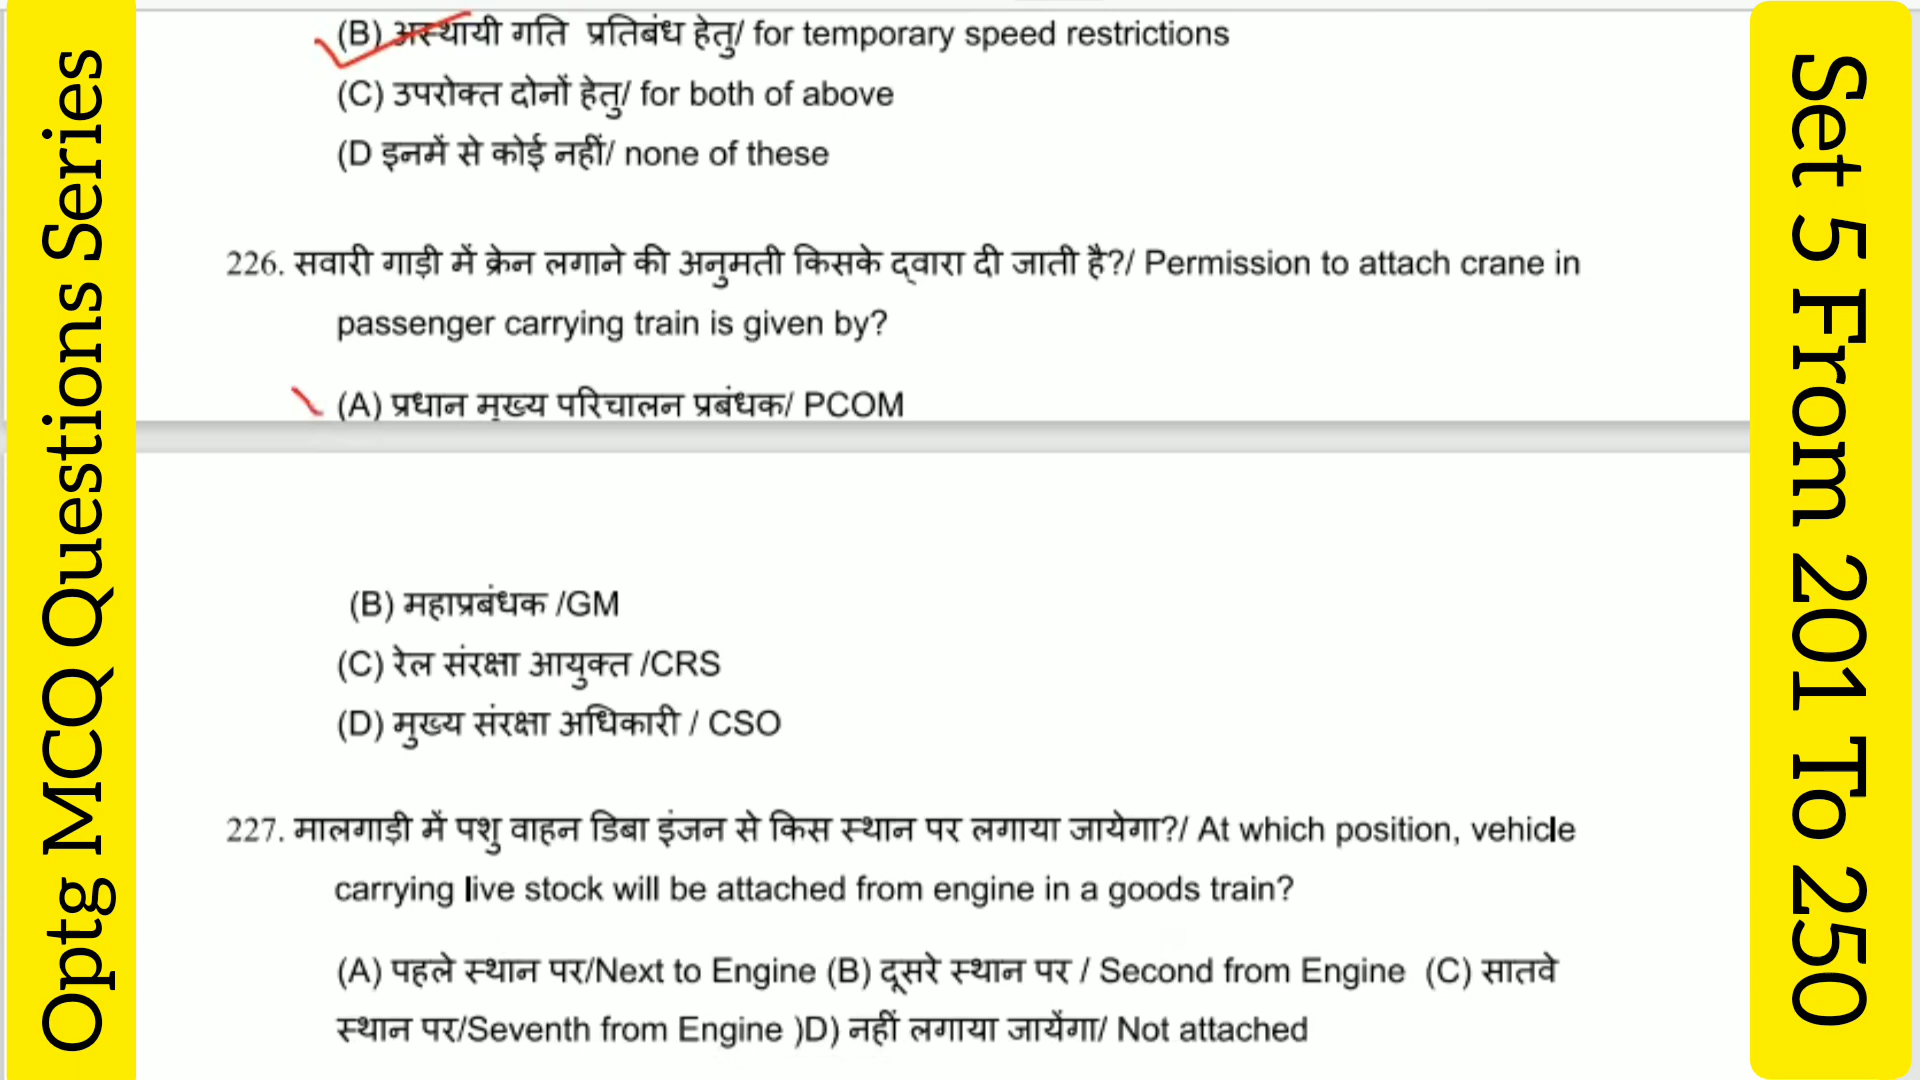 Optg MCQ Questions Series
(B) अस्थायी गति प्रतिबंध हेतु/ for temporary speed restrictions
(C) उपरोक्त दोनों हेतु/ for both of above
(D इनमें से कोई नहीं/ none of these
226. सवारी गाड़ी में क्रेन लगाने की अनुमती किसके द्वारा दी जाती है?/ Permission to attach crane in
passenger carrying train is given by?
(A) प्रधान मुख्य परिचालन प्रबंधक/ PCOM
(B) महाप्रबंधक /GM
(C) रेल संरक्षा आयुक्त /CRS
(D) मुख्य संरक्षा अधिकारी / CSO
227. मालगाड़ी में पशु वाहन डिबा इंजन से किस स्थान पर लगाया जायेगा?/ At which position, vehicle
carrying live stock will be attached from engine in a goods train?
(A) पहले स्थान पर/Next to Engine (B) दूसरे स्थान पर / Second from Engine (C) सातवे
स्थान पर/Seventh from Engine )D) नहीं लगाया जायेंगा/ Not attached
Set 5 From 201 To 250